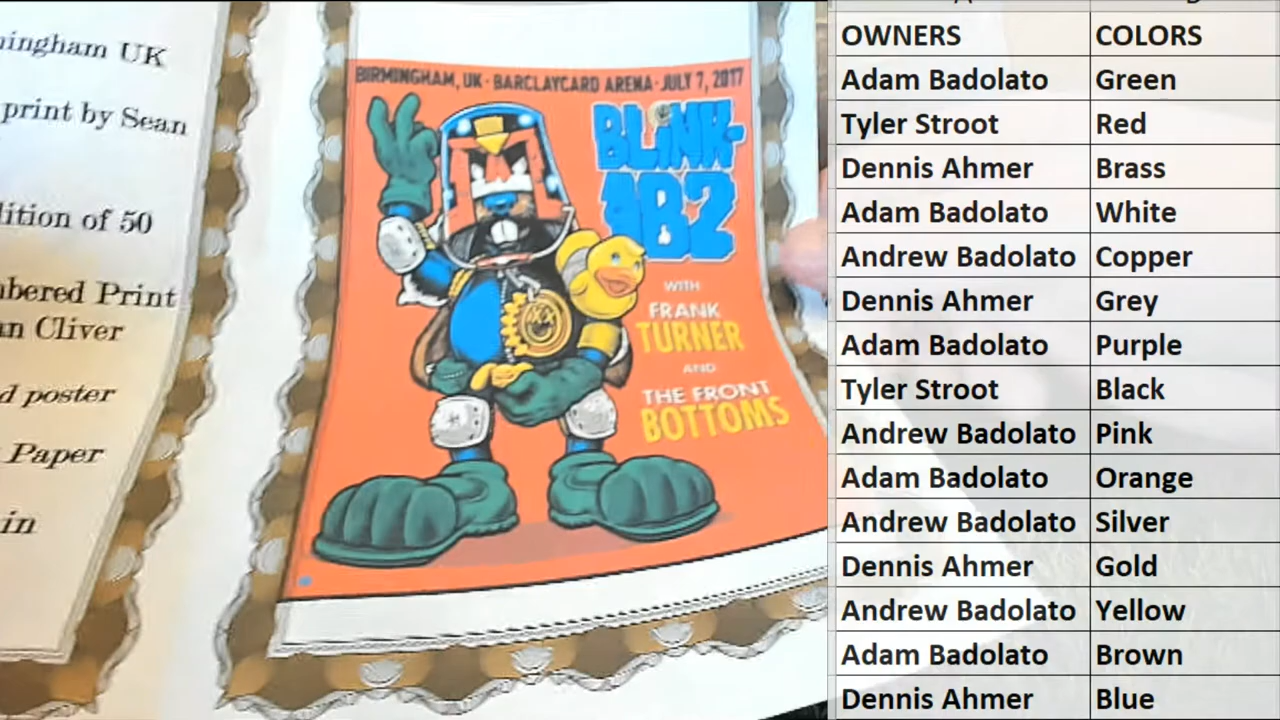 ningham UK
print by Sean
lition of 50
nbered Print
n Cliver
d poster
Paper
in
BIRMINGHAM, UK · BARCLAYCARD ARENA · JULY 7, 2017
BLINK-
182
WITH
FRANK
TURNER
AND
THE FRONT
BOTTOMS
OWNERS COLORS
Adam Badolato Green
Tyler Stroot Red
Dennis Ahmer Brass
Adam Badolato White
Andrew Badolato Copper
Dennis Ahmer Grey
Adam Badolato Purple
Tyler Stroot Black
Andrew Badolato Pink
Adam Badolato Orange
Andrew Badolato Silver
Dennis Ahmer Gold
Andrew Badolato Yellow
Adam Badolato Brown
Dennis Ahmer Blue